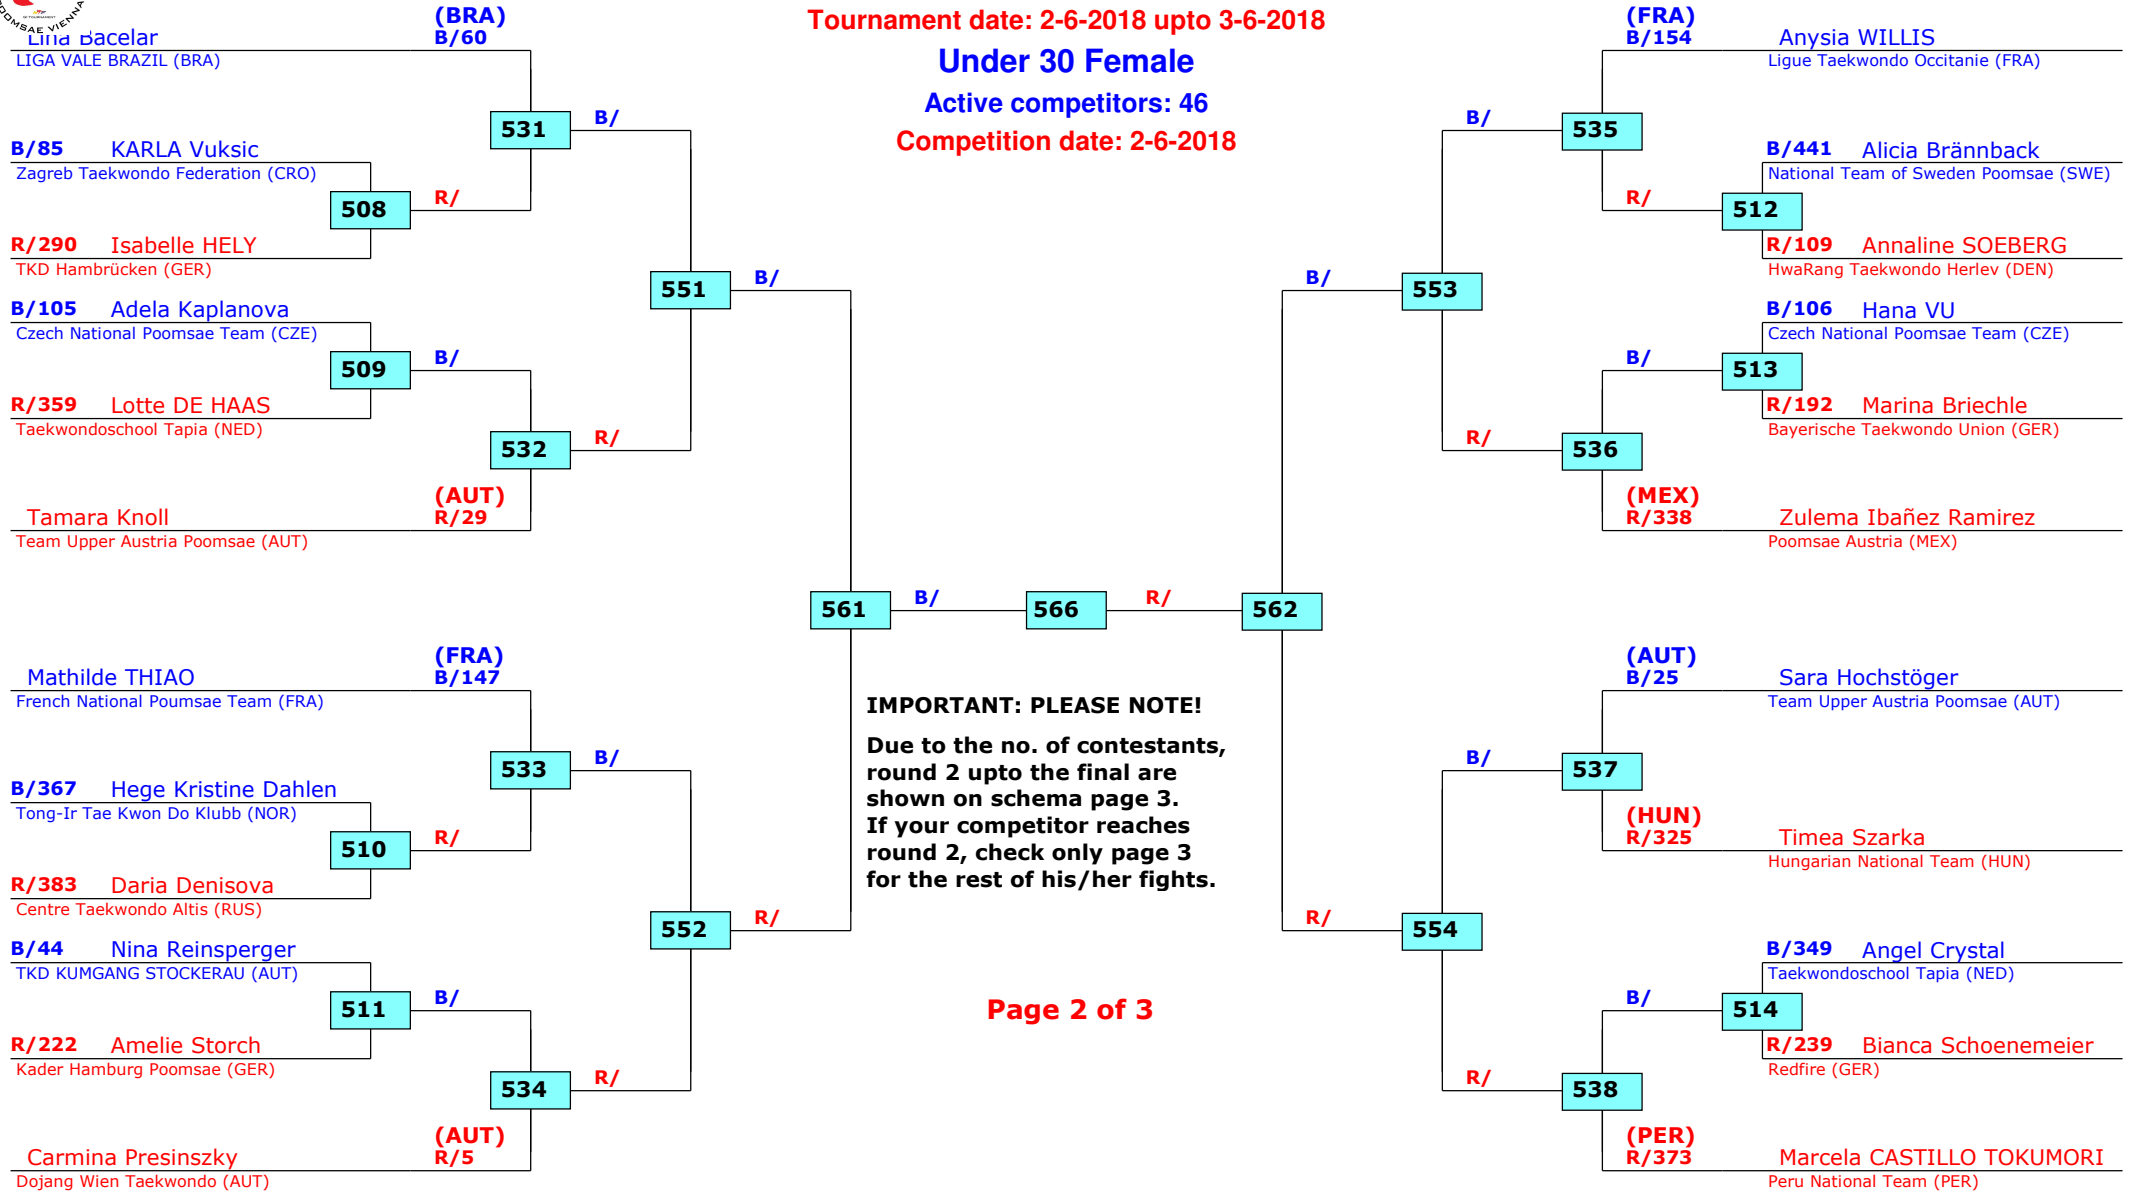 POOMSAE VIENNA
Tournament date: 2-6-2018 upto 3-6-2018
Under 30 Female
Active competitors: 46
Competition date: 2-6-2018
(BRA)
Lina Bacelar B/60
LIGA VALE BRAZIL (BRA)
531
B/
B/85 KARLA Vuksic
Zagreb Taekwondo Federation (CRO)
508
R/
R/290 Isabelle HELY
TKD Hambrücken (GER)
551
B/
B/105 Adela Kaplanova
Czech National Poomsae Team (CZE)
509
B/
R/359 Lotte DE HAAS
Taekwondoschool Tapia (NED)
532
R/
(AUT)
Tamara Knoll R/29
Team Upper Austria Poomsae (AUT)
561
B/
566
R/
562
(FRA)
Mathilde THIAO B/147
French National Poumsae Team (FRA)
533
B/
B/367 Hege Kristine Dahlen
Tong-Ir Tae Kwon Do Klubb (NOR)
510
R/
R/383 Daria Denisova
Centre Taekwondo Altis (RUS)
552
R/
B/44 Nina Reinsperger
TKD KUMGANG STOCKERAU (AUT)
511
B/
R/222 Amelie Storch
Kader Hamburg Poomsae (GER)
534
R/
(AUT)
Carmina Presinszky R/5
Dojang Wien Taekwondo (AUT)
IMPORTANT: PLEASE NOTE!
Due to the no. of contestants,
round 2 upto the final are
shown on schema page 3.
If your competitor reaches
round 2, check only page 3
for the rest of his/her fights.
Page 2 of 3
(FRA)
B/154 Anysia WILLIS
Ligue Taekwondo Occitanie (FRA)
B/
535
B/441 Alicia Brännback
National Team of Sweden Poomsae (SWE)
R/
512
R/109 Annaline SOEBERG
HwaRang Taekwondo Herlev (DEN)
B/
553
B/106 Hana VU
Czech National Poomsae Team (CZE)
B/
513
R/192 Marina Briechle
Bayerische Taekwondo Union (GER)
R/
536
(MEX)
R/338 Zulema Ibañez Ramirez
Poomsae Austria (MEX)
(AUT)
B/25 Sara Hochstöger
Team Upper Austria Poomsae (AUT)
B/
537
(HUN)
R/325 Timea Szarka
Hungarian National Team (HUN)
R/
554
B/349 Angel Crystal
Taekwondoschool Tapia (NED)
B/
514
R/239 Bianca Schoenemeier
Redfire (GER)
R/
538
(PER)
R/373 Marcela CASTILLO TOKUMORI
Peru National Team (PER)